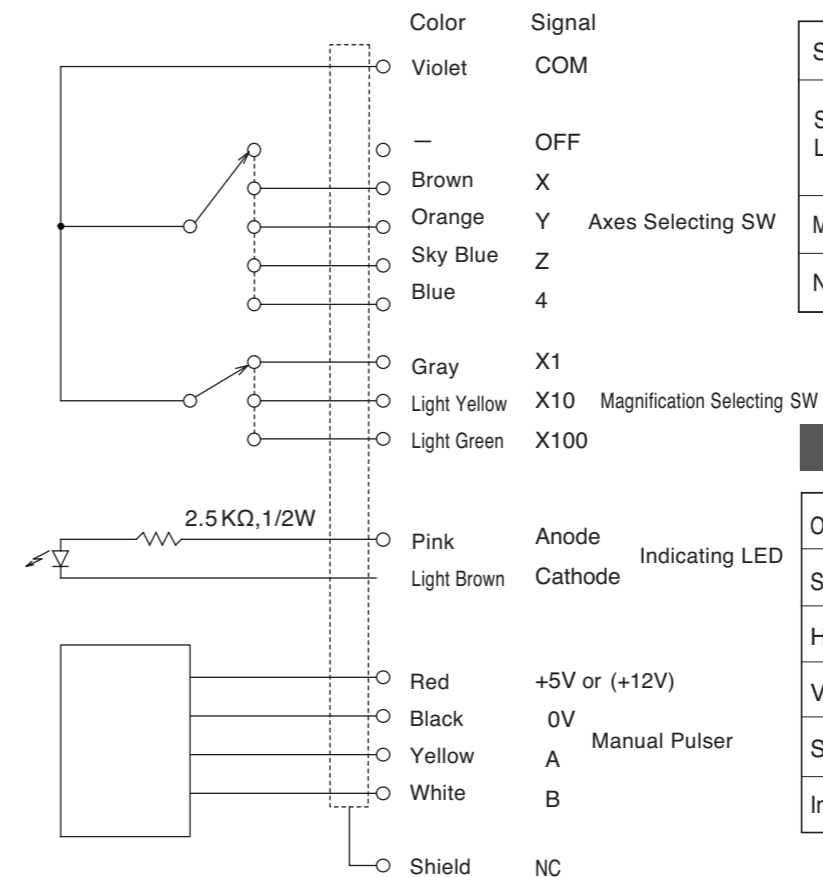 Color Signal
Violet COM
— OFF
Brown X
Orange Y Axes Selecting SW
Sky Blue Z
Blue 4
Gray X1
Light Yellow X10 Magnification Selecting SW
Light Green X100
2.5KΩ,1/2W
Pink Anode
Indicating LED
Light Brown Cathode
Red +5V or (+12V)
Black 0V
Manual Pulser
Yellow A
White B
Shield NC